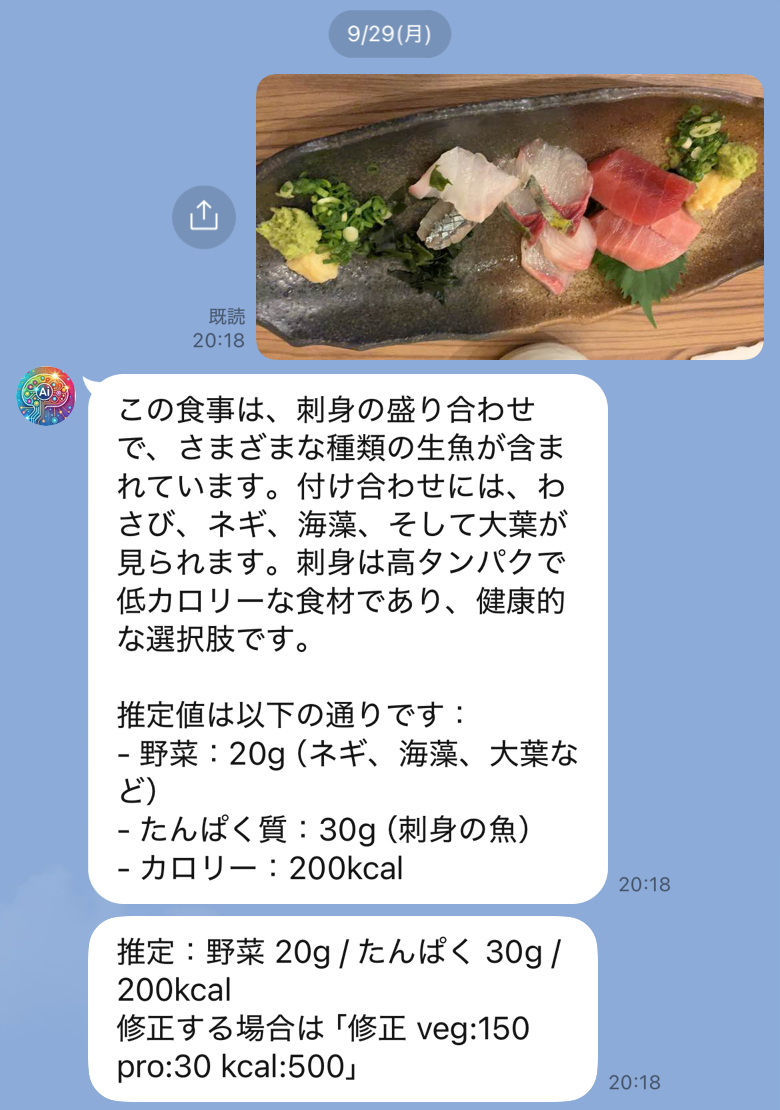 9/29(月)
既読
20:18
AI
この食事は、刺身の盛り合わせ
で、さまざまな種類の生魚が含ま
れています。付け合わせには、わ
さび、ネギ、海藻、そして大葉が
見られます。刺身は高タンパクで
低カロリーな食材であり、健康的
な選択肢です。
推定値は以下の通りです：
- 野菜：20g（ネギ、海藻、大葉な
ど）
- たんぱく質：30g（刺身の魚）
- カロリー：200kcal
20:18
推定：野菜 20g / たんぱく 30g /
200kcal
修正する場合は「修正 veg:150
pro:30 kcal:500」
20:18